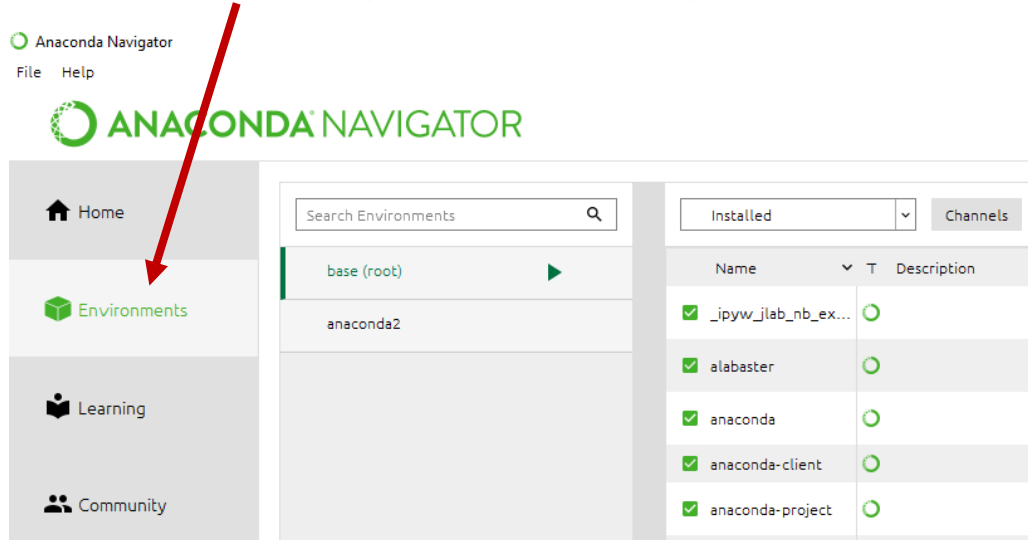 Anaconda Navigator
File Help
ANACONDA NAVIGATOR
Home
Environments
Learning
Community
Search Environments
base (root)
anaconda2
Installed Channels
Name T Description
_ipyw_jlab_nb_ex...
alabaster
anaconda
anaconda-client
anaconda-project